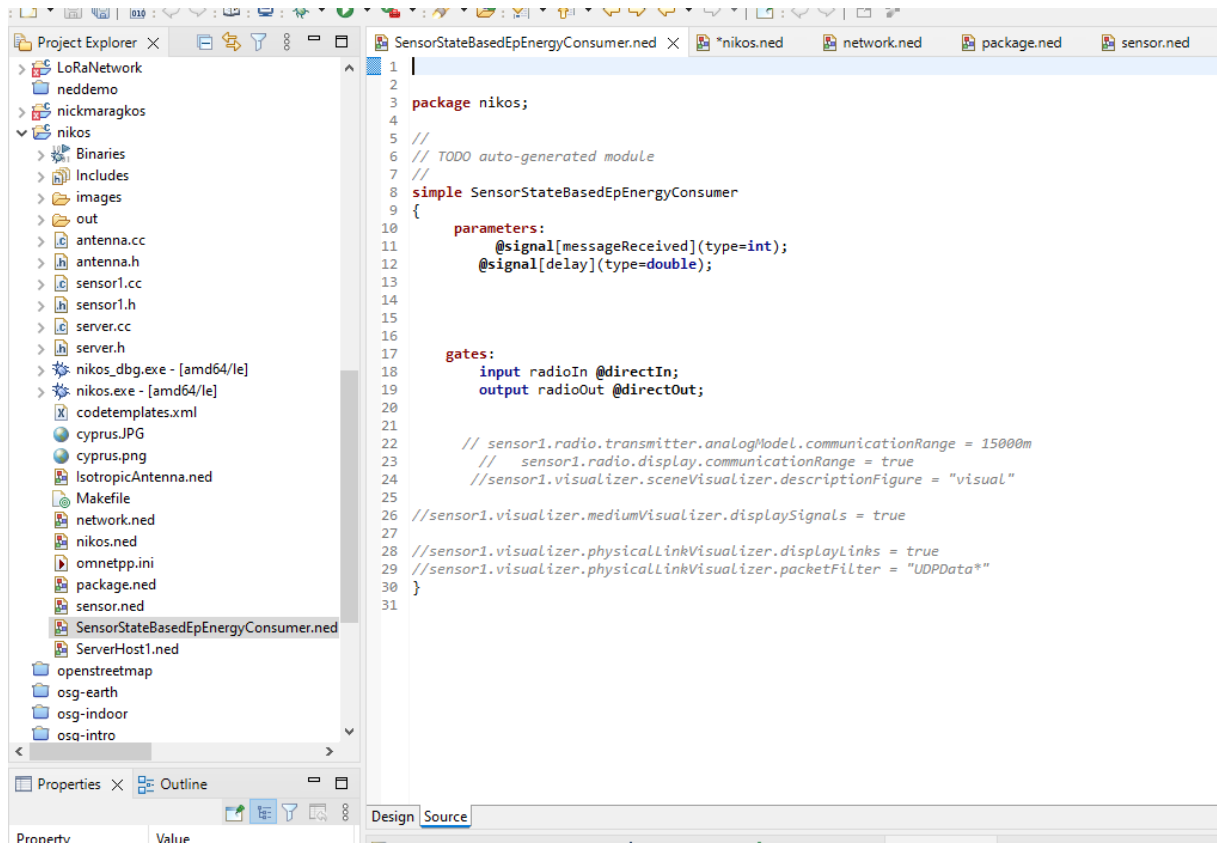 Project Explorer
LoRaNetwork
neddemo
nickmaragkos
nikos
Binaries
Includes
images
out
antenna.cc
antenna.h
sensor1.cc
sensor1.h
server.cc
server.h
nikos_dbg.exe - [amd64/le]
nikos.exe - [amd64/le]
codetemplates.xml
cyprus.JPG
cyprus.png
IsotropicAntenna.ned
Makefile
network.ned
nikos.ned
omnetpp.ini
package.ned
sensor.ned
SensorStateBasedEpEnergyConsumer.ned
ServerHost1.ned
openstreetmap
osg-earth
osg-indoor
osg-intro
Properties Outline
Property Value
SensorStateBasedEpEnergyConsumer.ned *nikos.ned network.ned package.ned sensor.ned
1
2
3 package nikos;
4
5 //
6 // TODO auto-generated module
7 //
8 simple SensorStateBasedEpEnergyConsumer
9 {
10 parameters:
11 @signal[messageReceived](type=int);
12 @signal[delay](type=double);
13
14
15
16
17 gates:
18 input radioIn @directIn;
19 output radioOut @directOut;
20
21
22 // sensor1.radio.transmitter.analogModel.communicationRange = 15000m
23 // sensor1.radio.display.communicationRange = true
24 //sensor1.visualizer.sceneVisualizer.descriptionFigure = "visual"
25
26 //sensor1.visualizer.mediumVisualizer.displaySignals = true
27
28 //sensor1.visualizer.physicalLinkVisualizer.displayLinks = true
29 //sensor1.visualizer.physicalLinkVisualizer.packetFilter = "UDPData*"
30 }
31
Design Source